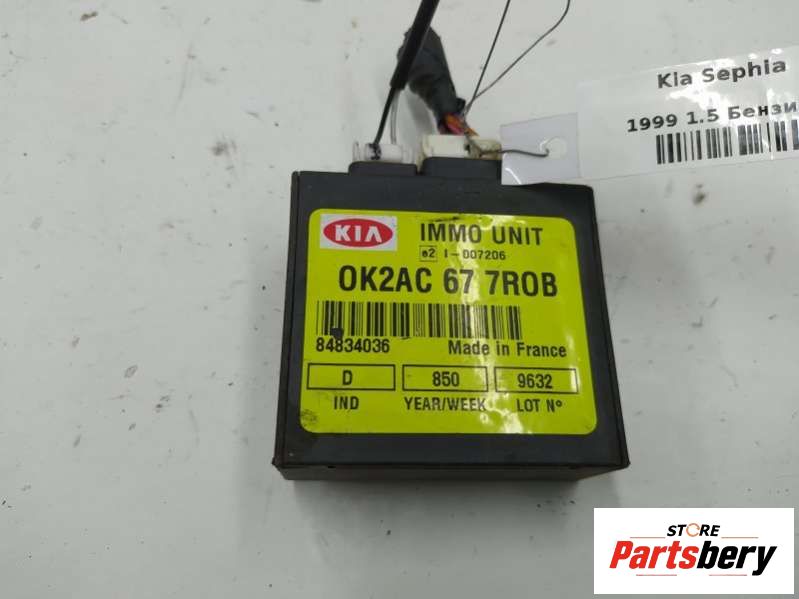 Kia Sephia
1999 1.5 Бензи
KIA
IMMO UNIT
e2 I-007206
OK2AC 67 7ROB
84834036
Made in France
D 850 9632
IND YEAR/WEEK LOT Nº
STORE
Partsbery